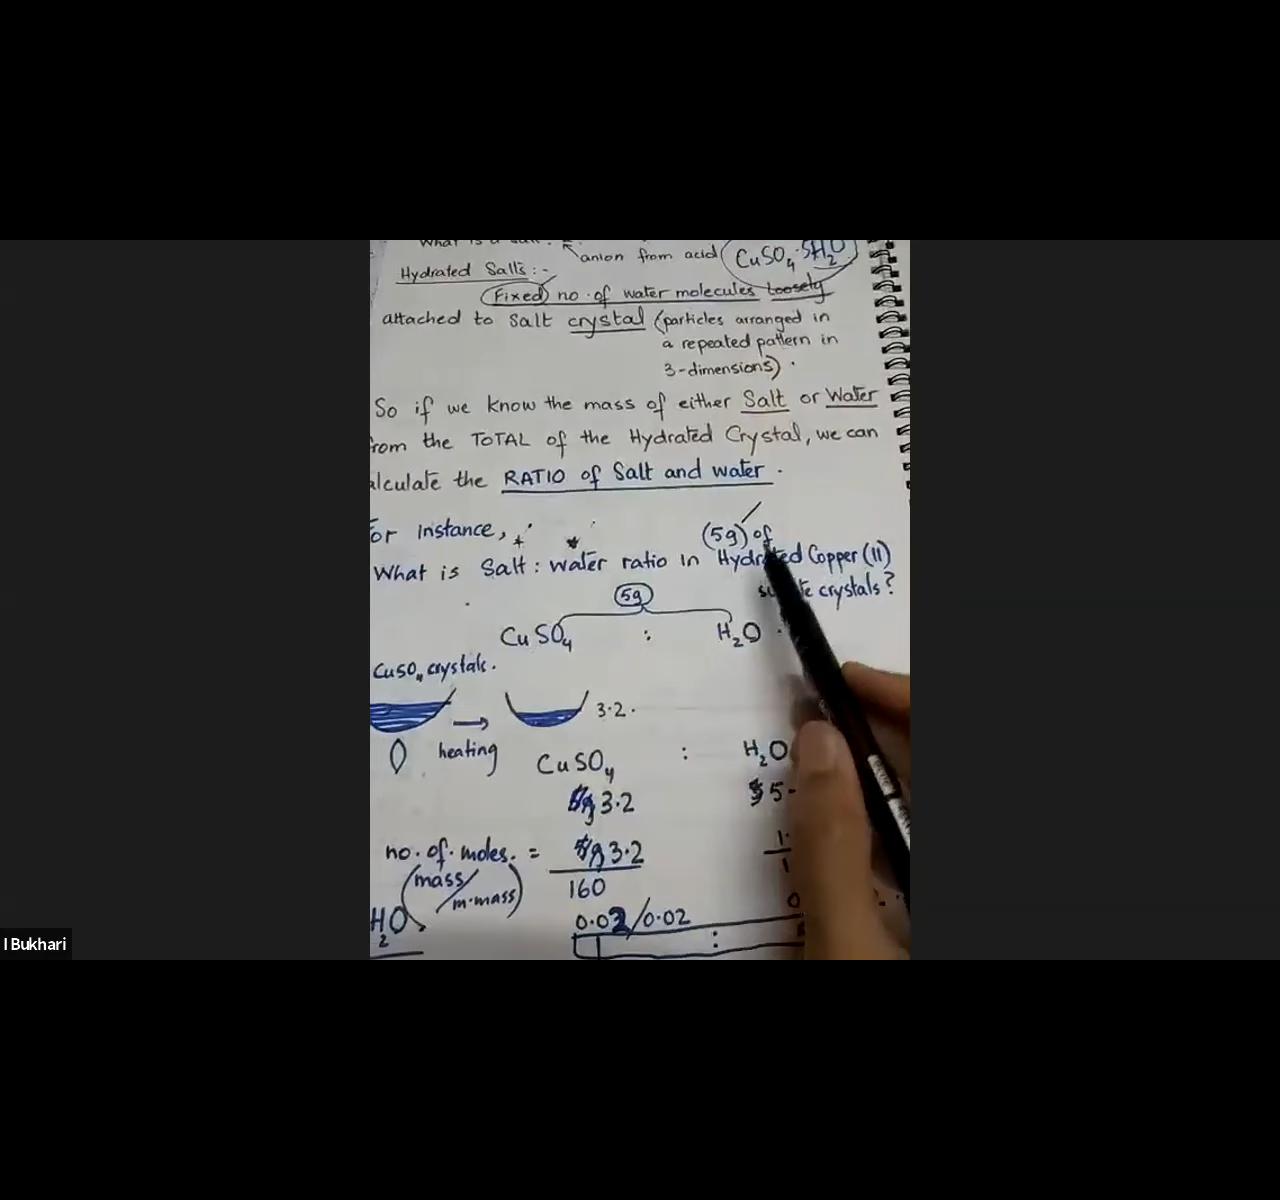 anion from acid CuSO4.5H2O
Hydrated Salts:-
Fixed no. of water molecules loosely
attached to salt crystal (particles arranged in
a repeated pattern in
3-dimensions).
So if we know the mass of either Salt or Water
rom the TOTAL of the Hydrated Crystal, we can
alculate the RATIO of Salt and water.
For instance,
(5g) of
What is Salt : water ratio in Hydrated Copper (II)
crystals?
5g
CuSO4 : H2O
CuSO4 crystals.
3.2.
heating
CuSO4 : H2O
3.2 5.
no. of moles. = 3.2
(mass/m.mass) 160
H2O 0.02/0.02
:
I Bukhari